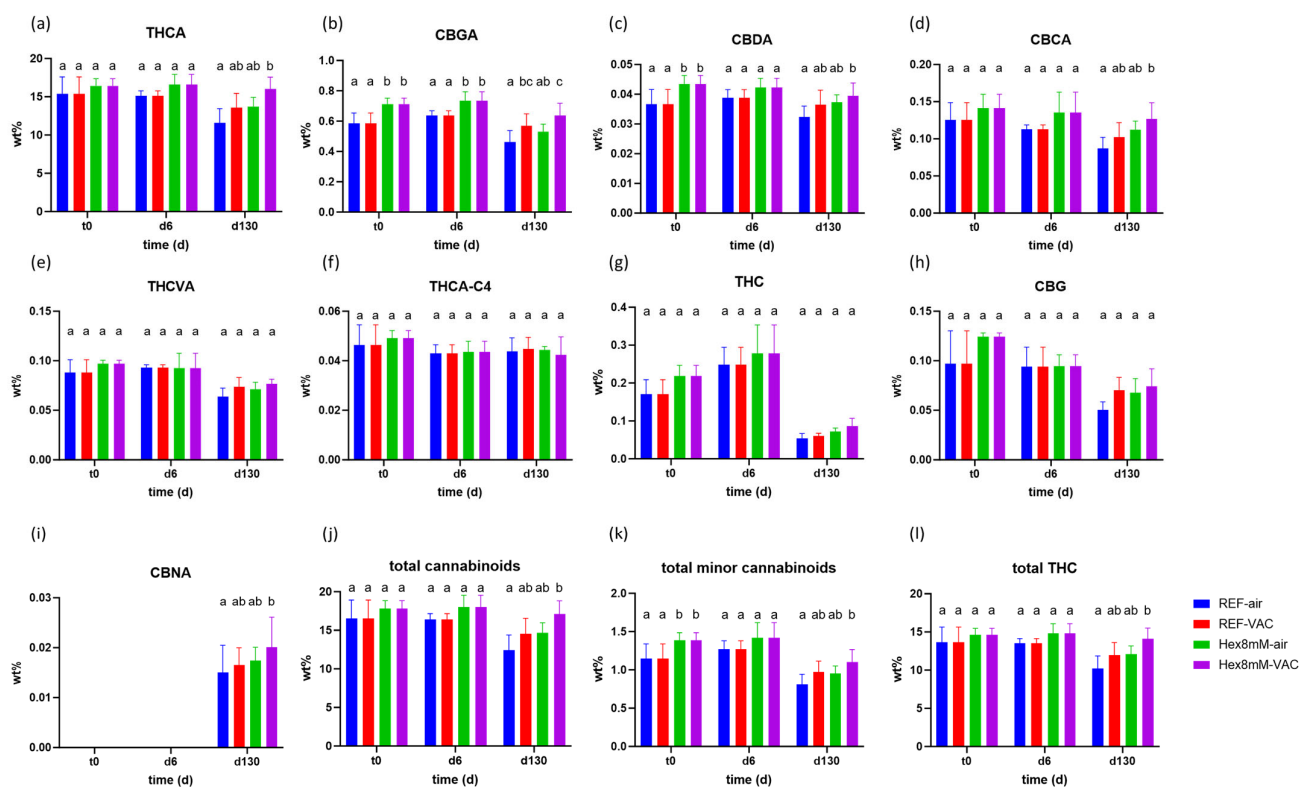 (a)
THCA
a a a a a a a a a ab ab b
20
15
10
5
0
wt%
t0 d6 d130
time (d)
(b)
CBGA
a a b b a a b b a bc ab c
1.0
0.8
0.6
0.4
0.2
0.0
wt%
t0 d6 d130
time (d)
(c)
CBDA
a a b b a a a a a ab ab b
0.05
0.04
0.03
0.02
0.01
0.00
wt%
t0 d6 d130
time (d)
(d)
CBCA
a a a a a a a a a ab ab b
0.20
0.15
0.10
0.05
0.00
wt%
t0 d6 d130
time (d)
(e)
THCVA
a a a a a a a a a a a a
0.15
0.10
0.05
0.00
wt%
t0 d6 d130
time (d)
(f)
THCA-C4
a a a a a a a a a a a a
0.06
0.04
0.02
0.00
wt%
t0 d6 d130
time (d)
(g)
THC
a a a a a a a a a a a a
0.4
0.3
0.2
0.1
0.0
wt%
t0 d6 d130
time (d)
(h)
CBG
a a a a a a a a a a a a
0.15
0.10
0.05
0.00
wt%
t0 d6 d130
time (d)
(i)
CBNA
a ab ab b
0.03
0.02
0.01
0.00
wt%
t0 d6 d130
time (d)
(j)
total cannabinoids
a a a a a a a a a ab ab b
20
15
10
5
0
wt%
t0 d6 d130
time (d)
(k)
total minor cannabinoids
a a b b a a a a a ab ab b
2.0
1.5
1.0
0.5
0.0
wt%
t0 d6 d130
time (d)
(l)
total THC
a a a a a a a a a ab ab b
20
15
10
5
0
wt%
t0 d6 d130
time (d)
REF-air
REF-VAC
Hex8mM-air
Hex8mM-VAC